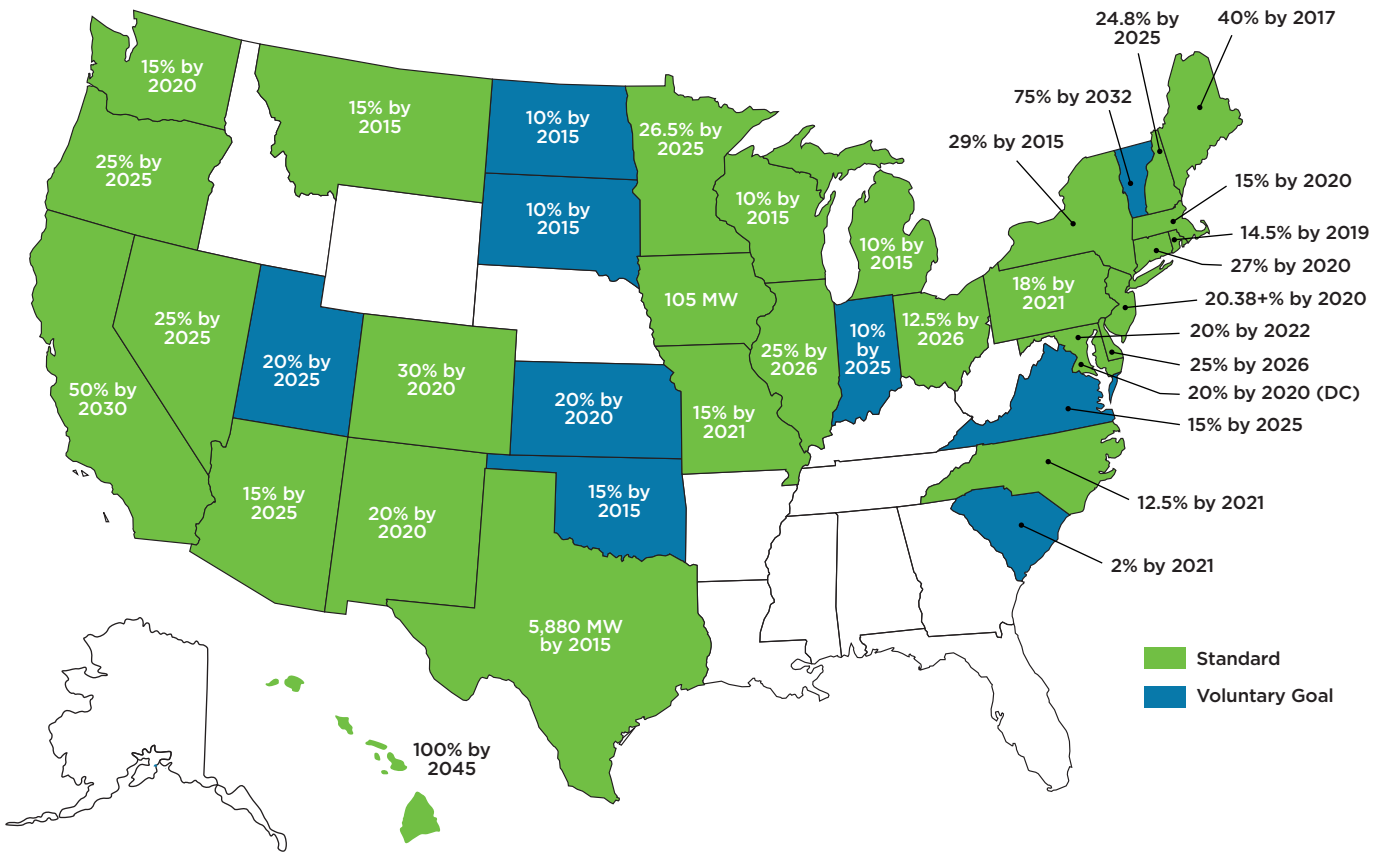 24.8% by
2025
40% by 2017
15% by
2020
75% by 2032
15% by
2015
10% by
2015
26.5% by
2025
29% by 2015
25% by
2025
15% by 2020
10% by
2015
10% by
2015
14.5% by 2019
10% by
2015
27% by 2020
18% by
2021
20.38+% by 2020
105 MW
25% by
2025
12.5% by
2026
20% by 2022
10%
by
2025
25% by
2026
25% by 2026
20% by
2025
30% by
2020
20% by 2020 (DC)
50% by
2030
20% by
2020
15% by
2021
15% by 2025
15% by
2025
15% by
2015
12.5% by 2021
20% by
2020
2% by 2021
5,880 MW
by 2015
Standard
Voluntary Goal
100% by
2045